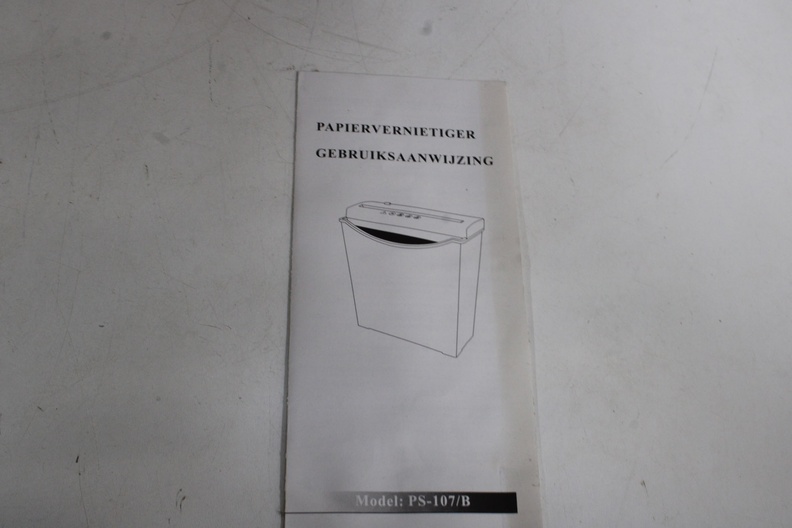 PAPIERVERNIETIGER
GEBRUIKSAANWIJZING
Model: PS-107/B